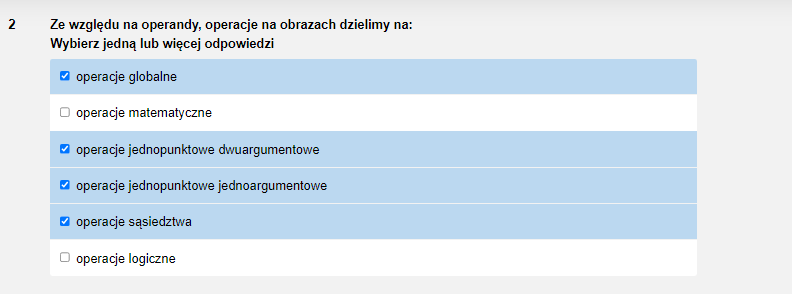 2 Ze względu na operandy, operacje na obrazach dzielimy na:
Wybierz jedną lub więcej odpowiedzi
operacje globalne
operacje matematyczne
operacje jednopunktowe dwuargumentowe
operacje jednopunktowe jednoargumentowe
operacje sąsiedztwa
operacje logiczne